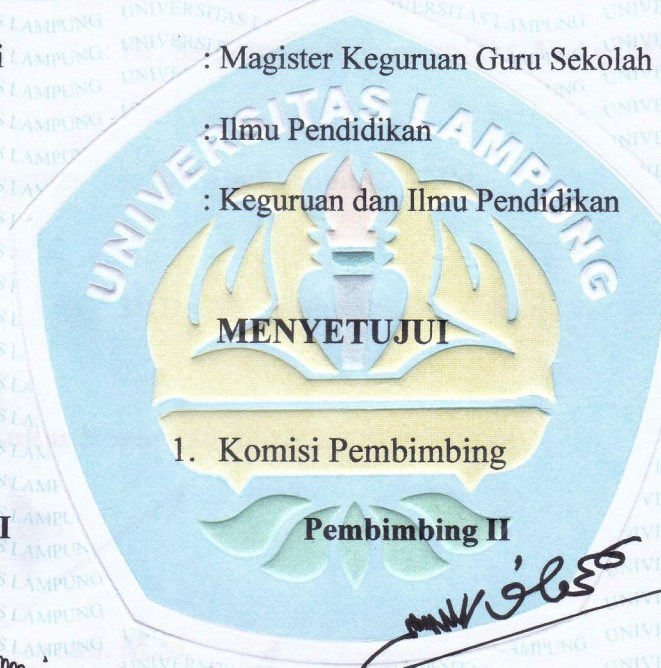 i : Magister Keguruan Guru Sekolah
: Ilmu Pendidikan
: Keguruan dan Ilmu Pendidikan
UNIVERSITAS LAMPUNG
MENYETUJUI
1. Komisi Pembimbing
I Pembimbing II